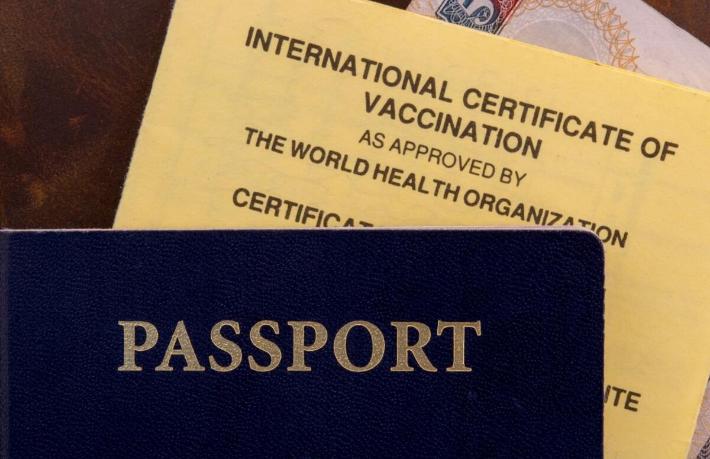 INTERNATIONAL CERTIFICATE OF
VACCINATION
AS APPROVED BY
THE WORLD HEALTH ORGANIZATION
PASSPORT